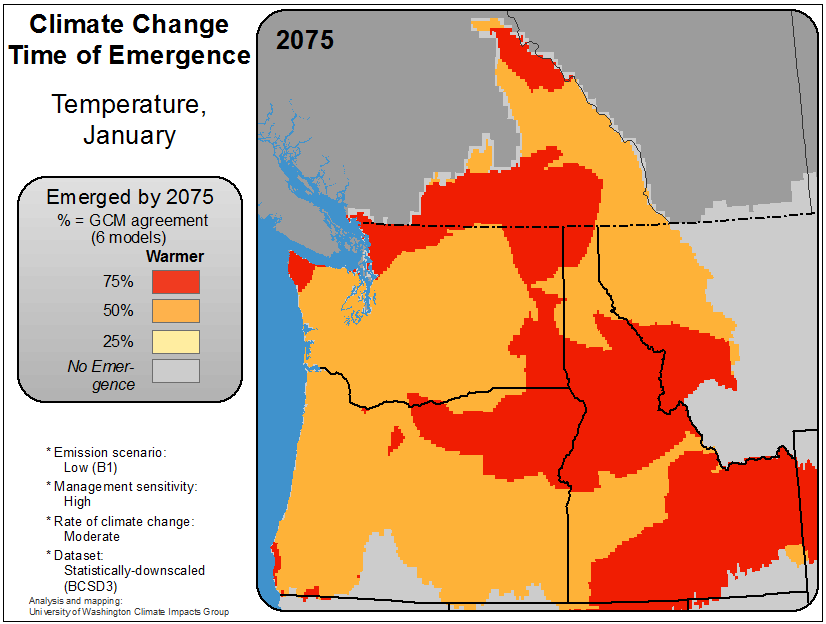 Climate Change
Time of Emergence
Temperature,
January
2075
Emerged by 2075
% = GCM agreement
(6 models)
Warmer
75%
50%
25%
No Emer-
gence
* Emission scenario:
Low (B1)
* Management sensitivity:
High
* Rate of climate change:
Moderate
* Dataset:
Statistically-downscaled
(BCSD3)
Analysis and mapping:
University of Washington Climate Impacts Group